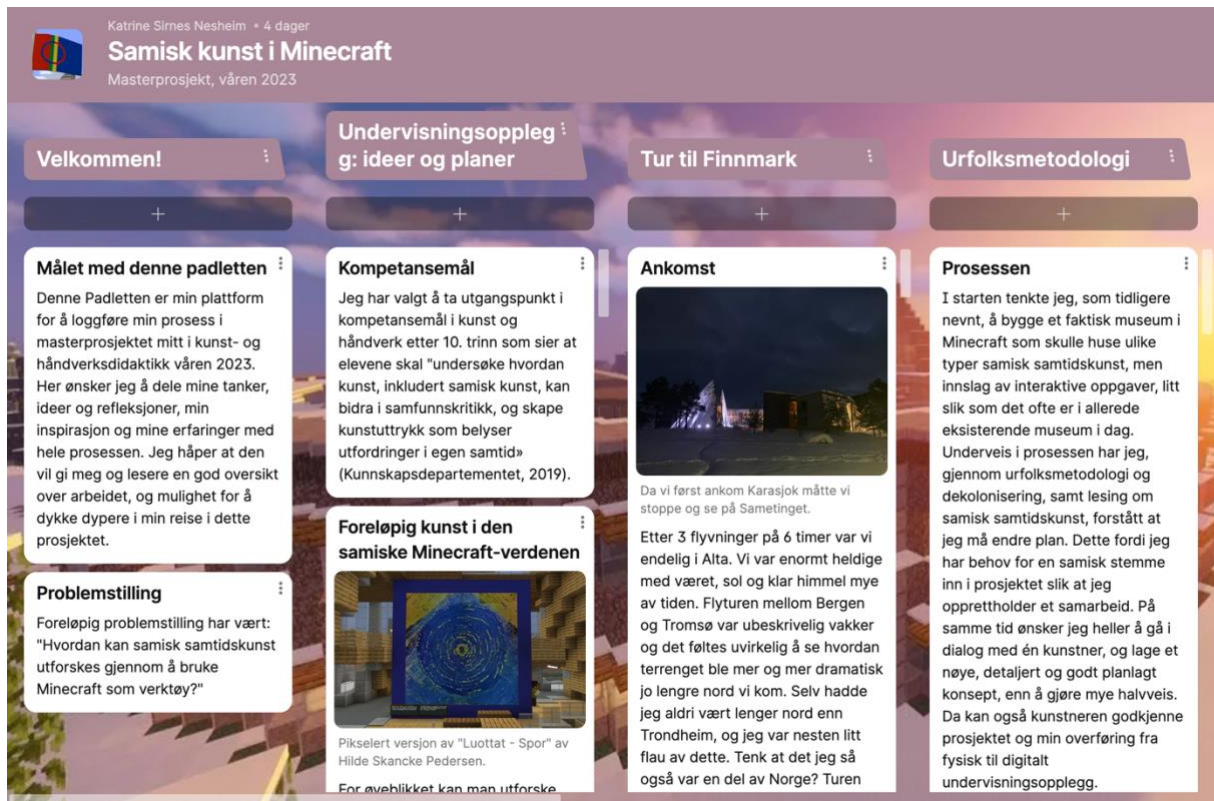 Katrine Sirnes Nesheim • 4 dager
Samisk kunst i Minecraft
Masterprosjekt, våren 2023
Velkommen!
Målet med denne padletten
Denne Padletten er min plattform
for å loggføre min prosess i
masterprosjektet mitt i kunst- og
håndverksdidaktikk våren 2023.
Her ønsker jeg å dele mine tanker,
ideer og refleksjoner, min
inspirasjon og mine erfaringer med
hele prosessen. Jeg håper at den
vil gi meg og lesere en god oversikt
over arbeidet, og mulighet for å
dykke dypere i min reise i dette
prosjektet.
Problemstilling
Foreløpig problemstilling har vært:
"Hvordan kan samisk samtidskunst
utforskes gjennom å bruke
Minecraft som verktøy?"
Undervisningsoppleg
g: ideer og planer
Kompetansemål
Jeg har valgt å ta utgangspunkt i
kompetansemål i kunst og
håndverk etter 10. trinn som sier at
elevene skal "undersøke hvordan
kunst, inkludert samisk kunst, kan
bidra i samfunnskritikk, og skape
kunstuttrykk som belyser
utfordringer i egen samtid»
(Kunnskapsdepartementet, 2019).
Foreløpig kunst i den
samiske Minecraft-verdenen
Pikselert versjon av "Luottat - Spor" av
Hilde Skancke Pedersen.
For øyeblikket kan man utforske
Tur til Finnmark
Ankomst
Da vi først ankom Karasjok måtte vi
stoppe og se på Sametinget.
Etter 3 flyvninger på 6 timer var vi
endelig i Alta. Vi var enormt heldige
med været, sol og klar himmel mye
av tiden. Flyturen mellom Bergen
og Tromsø var ubeskrivelig vakker
og det føltes uvirkelig å se hvordan
terrenget ble mer og mer dramatisk
jo lengre nord vi kom. Selv hadde
jeg aldri vært lenger nord enn
Trondheim, og jeg var nesten litt
flau av dette. Tenk at det jeg så
også var en del av Norge? Turen
Urfolksmetodologi
Prosessen
I starten tenkte jeg, som tidligere
nevnt, å bygge et faktisk museum i
Minecraft som skulle huse ulike
typer samisk samtidskunst, men
innslag av interaktive oppgaver, litt
slik som det ofte er i allerede
eksisterende museum i dag.
Underveis i prosessen har jeg,
gjennom urfolksmetodologi og
dekolonisering, samt lesing om
samisk samtidskunst, forstått at
jeg må endre plan. Dette fordi jeg
har behov for en samisk stemme
inn i prosjektet slik at jeg
opprettholder et samarbeid. På
samme tid ønsker jeg heller å gå i
dialog med én kunstner, og lage et
nøye, detaljert og godt planlagt
konsept, enn å gjøre mye halvveis.
Da kan også kunstneren godkjenne
prosjektet og min overføring fra
fysisk til digitalt
undervisningsopplegg.